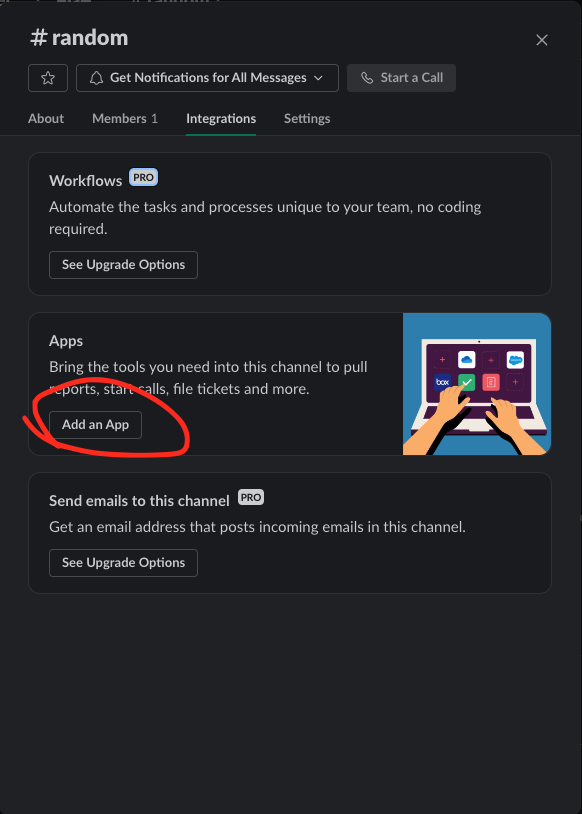 # random
Get Notifications for All Messages
Start a Call
About Members 1 Integrations Settings
Workflows PRO
Automate the tasks and processes unique to your team, no coding
required.
See Upgrade Options
Apps
Bring the tools you need into this channel to pull
reports, start calls, file tickets and more.
Add an App
box
Send emails to this channel PRO
Get an email address that posts incoming emails in this channel.
See Upgrade Options